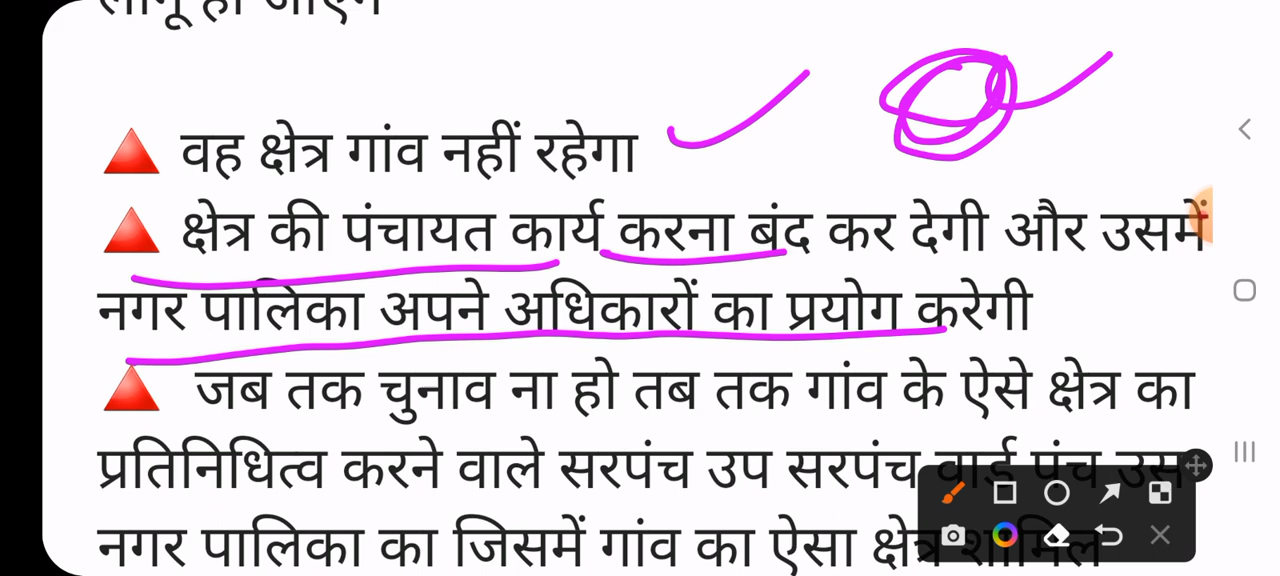 वह क्षेत्र गांव नहीं रहेगा
क्षेत्र की पंचायत कार्य करना बंद कर देगी और उसमें
नगर पालिका अपने अधिकारों का प्रयोग करेगी
जब तक चुनाव ना हो तब तक गांव के ऐसे क्षेत्र का
प्रतिनिधित्व करने वाले सरपंच उप सरपंच वार्ड पंच उस
नगर पालिका का जिसमें गांव का ऐसा क्षेत्र शामिल